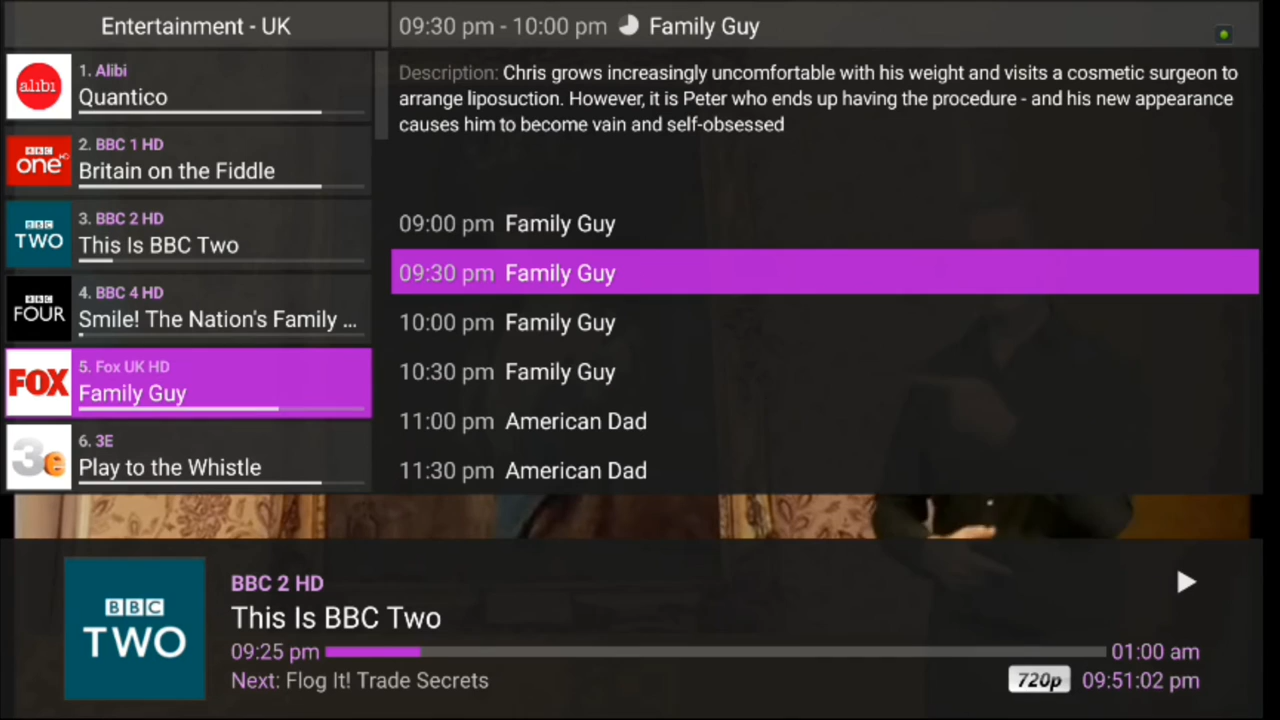 Entertainment - UK
09:30 pm - 10:00 pm Family Guy
alibi
1. Alibi
Quantico
BBC
one HD
2. BBC 1 HD
Britain on the Fiddle
BBC
TWO
3. BBC 2 HD
This Is BBC Two
BBC
FOUR
4. BBC 4 HD
Smile! The Nation's Family ...
FOX
5. Fox UK HD
Family Guy
3e
6. 3E
Play to the Whistle
Description: Chris grows increasingly uncomfortable with his weight and visits a cosmetic surgeon to
arrange liposuction. However, it is Peter who ends up having the procedure - and his new appearance
causes him to become vain and self-obsessed
09:00 pm Family Guy
09:30 pm Family Guy
10:00 pm Family Guy
10:30 pm Family Guy
11:00 pm American Dad
11:30 pm American Dad
BBC
TWO
BBC 2 HD
This Is BBC Two
09:25 pm 01:00 am
Next: Flog It! Trade Secrets
720p 09:51:02 pm